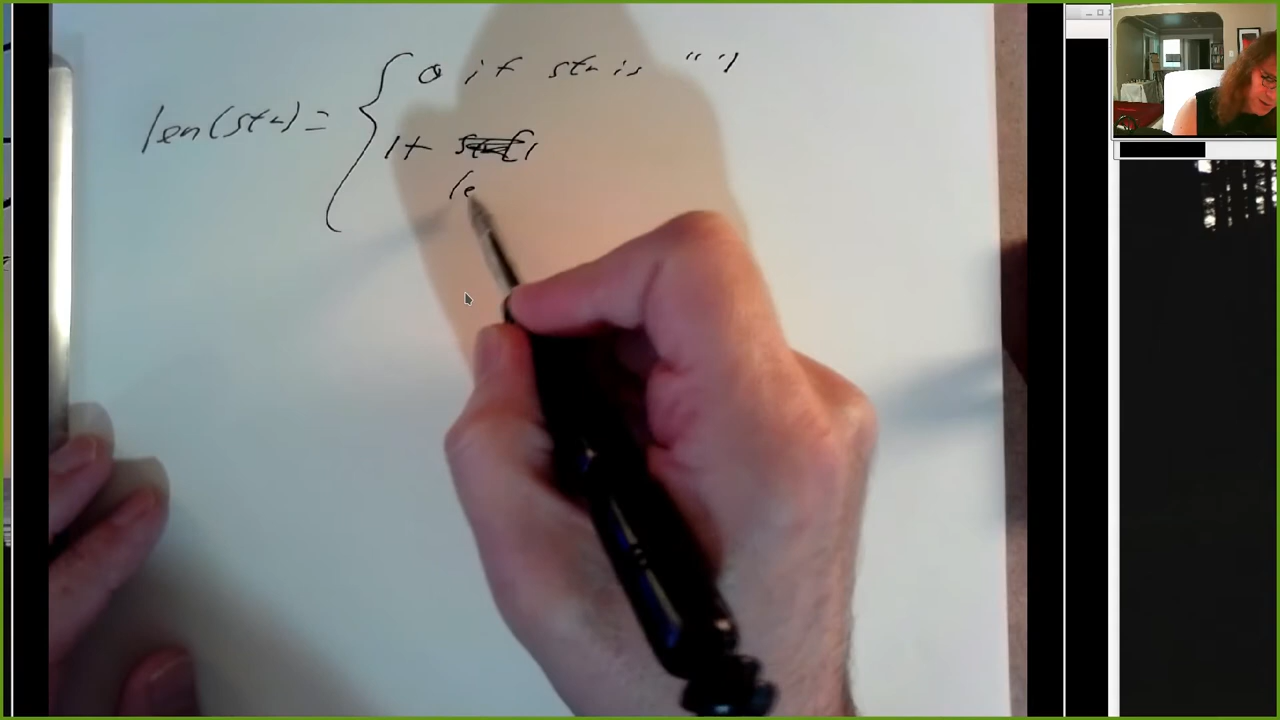 len(str) = { 0 if str is ""
1+
le